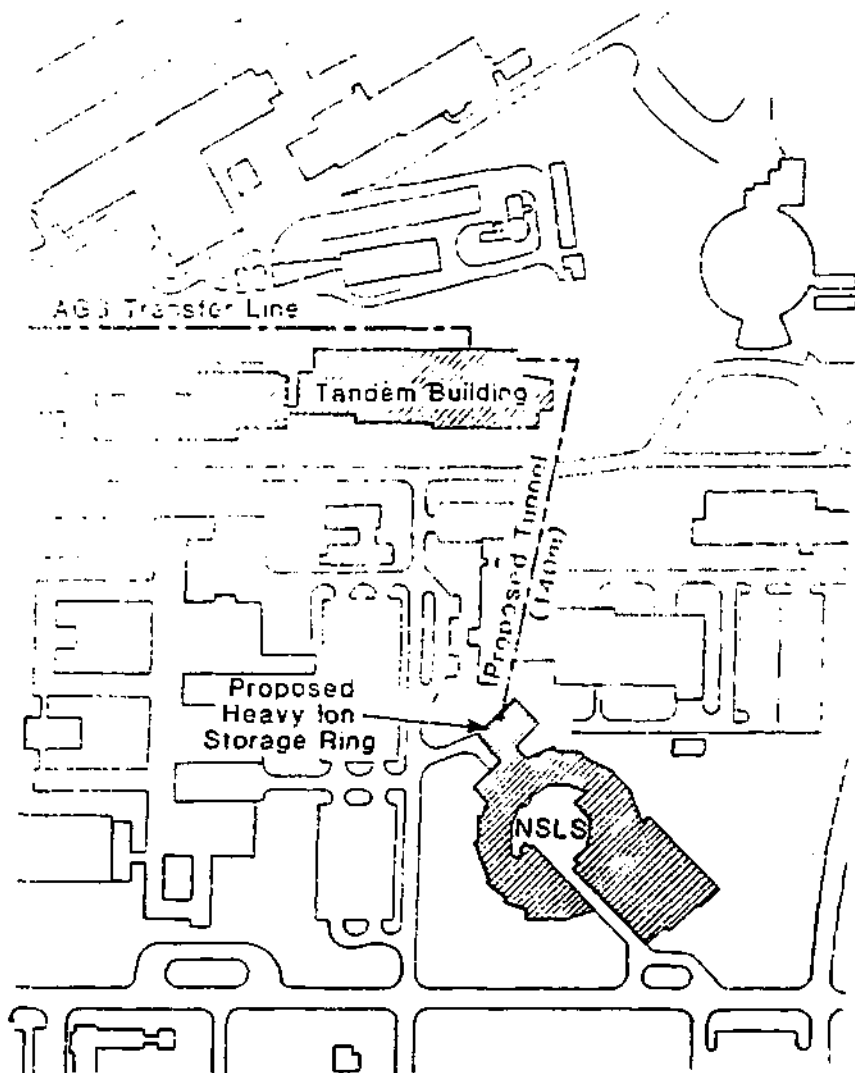 AGS Transfer Line
Tandem Building
Proposed Tunnel
(140m)
Proposed
Heavy Ion
Storage Ring
NSLS